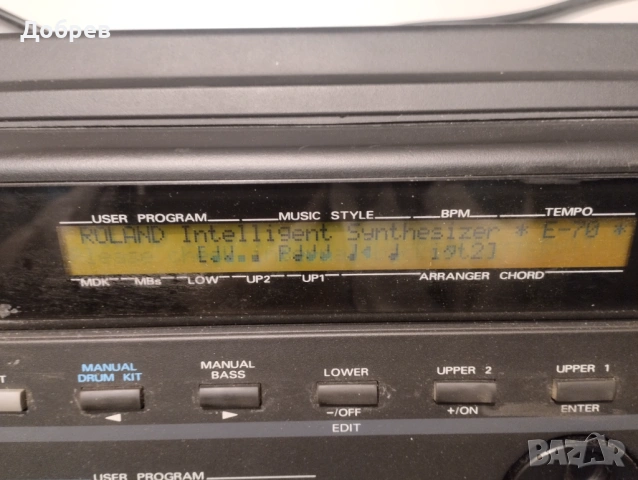 Добрев
USER PROGRAM MUSIC STYLE BPM TEMPO
ROLAND Intelligent Synthesizer * E-70 *
MDK MBs LOW UP2 UP1 ARRANGER CHORD
MANUAL DRUM KIT MANUAL BASS LOWER UPPER 2 UPPER 1
◄ ► −/OFF +/ON ENTER
EDIT
USER PROGRAM
BAZAR